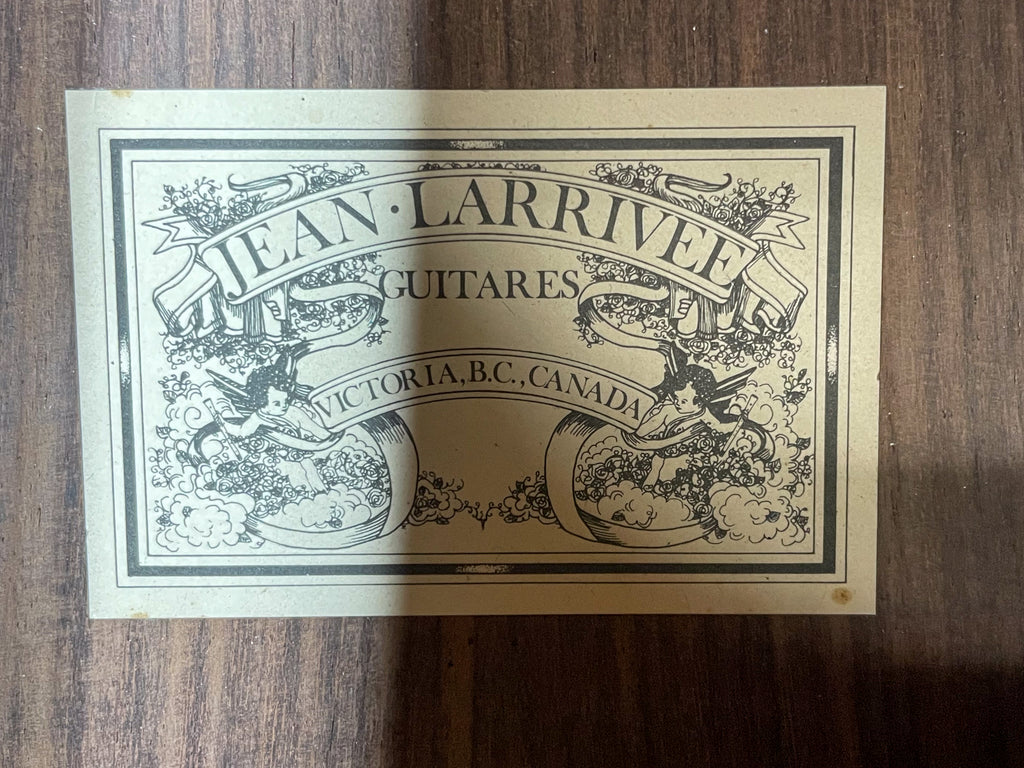 JEAN · LARRIVEE
GUITARES
VICTORIA, B.C., CANADA